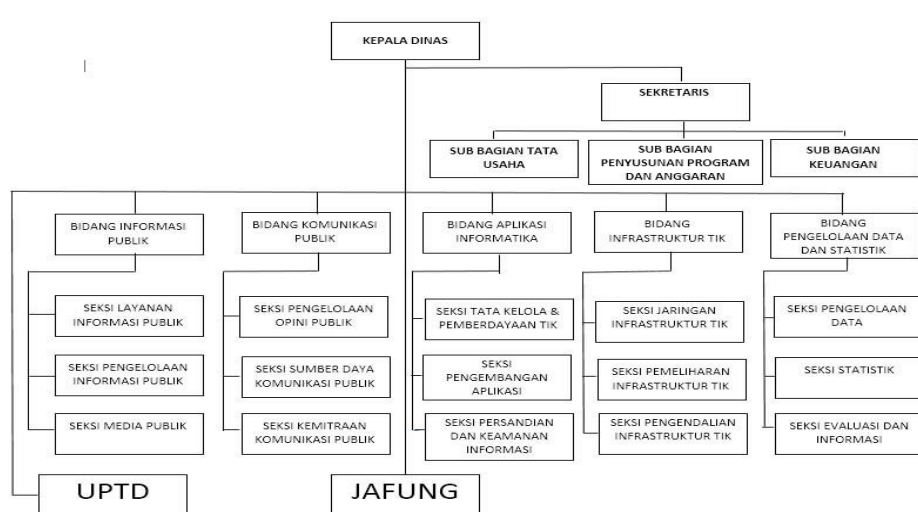 KEPALA DINAS
SEKRETARIS
SUB BAGIAN TATA
USAHA
SUB BAGIAN
PENYUSUNAN PROGRAM
DAN ANGGARAN
SUB BAGIAN
KEUANGAN
BIDANG INFORMASI
PUBLIK
BIDANG KOMUNIKASI
PUBLIK
BIDANG APLIKASI
INFORMATIKA
BIDANG
INFRASTRUKTUR TIK
BIDANG
PENGELOLAAN DATA
DAN STATISTIK
SEKSI LAYANAN
INFORMASI PUBLIK
SEKSI PENGELOLAAN
OPINI PUBLIK
SEKSI TATA KELOLA &
PEMBERDAYAAN TIK
SEKSI JARINGAN
INFRASTRUKTUR TIK
SEKSI PENGELOLAAN
DATA
SEKSI PENGELOLAAN
INFORMASI PUBLIK
SEKSI SUMBER DAYA
KOMUNIKASI PUBLIK
SEKSI
PENGEMBANGAN
APLIKASI
SEKSI PEMELIHARAN
INFRASTRUKTUR TIK
SEKSI STATISTIK
SEKSI MEDIA PUBLIK
SEKSI KEMITRAAN
KOMUNIKASI PUBLIK
SEKSI PERSANDIAN
DAN KEAMANAN
INFORMASI
SEKSI PENGENDALIAN
INFRASTRUKTUR TIK
SEKSI EVALUASI DAN
INFORMASI
UPTD
JAFUNG